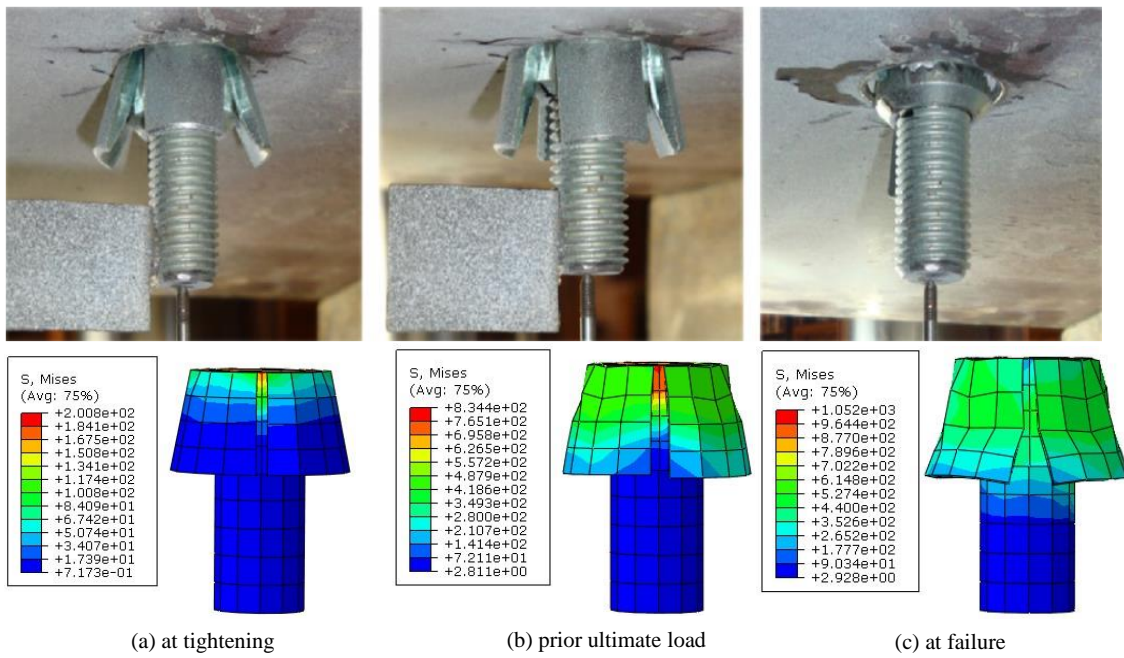 S, Mises
(Avg: 75%)
+2.008e+02
+1.841e+02
+1.675e+02
+1.508e+02
+1.341e+02
+1.174e+02
+1.008e+02
+8.409e+01
+6.742e+01
+5.074e+01
+3.407e+01
+1.739e+01
+7.173e-01
S, Mises
(Avg: 75%)
+8.344e+02
+7.651e+02
+6.958e+02
+6.265e+02
+5.572e+02
+4.879e+02
+4.186e+02
+3.493e+02
+2.800e+02
+2.107e+02
+1.414e+02
+7.211e+01
+2.811e+00
S, Mises
(Avg: 75%)
+1.052e+03
+9.644e+02
+8.770e+02
+7.896e+02
+7.022e+02
+6.148e+02
+5.274e+02
+4.400e+02
+3.526e+02
+2.652e+02
+1.777e+02
+9.034e+01
+2.928e+00
(a) at tightening
(b) prior ultimate load
(c) at failure